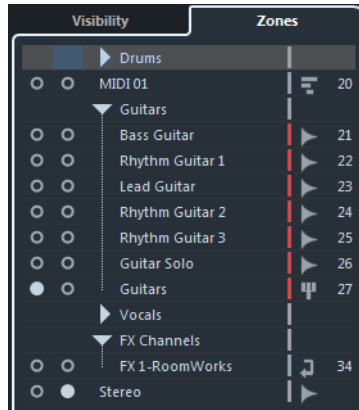 Visibility Zones
Drums
MIDI 01 20
Guitars
Bass Guitar 21
Rhythm Guitar 1 22
Lead Guitar 23
Rhythm Guitar 2 24
Rhythm Guitar 3 25
Guitar Solo 26
Guitars 27
Vocals
FX Channels
FX 1-RoomWorks 34
Stereo